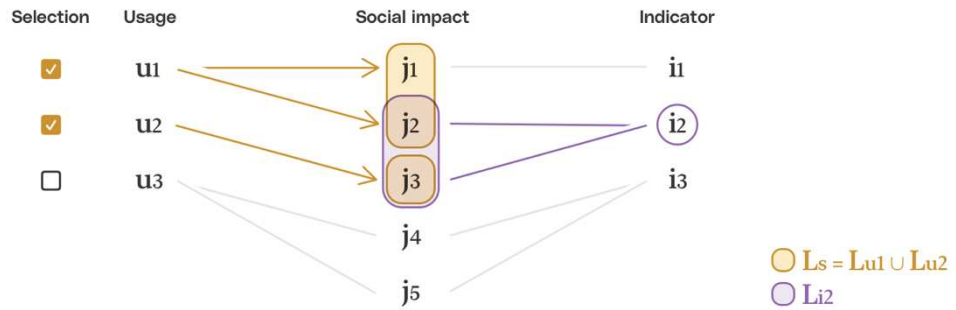 Selection Usage Social impact Indicator
u1 j1 i1
u2 j2 i2
u3 j3 i3
j4
j5
Ls = Lu1 ∪ Lu2
Li2